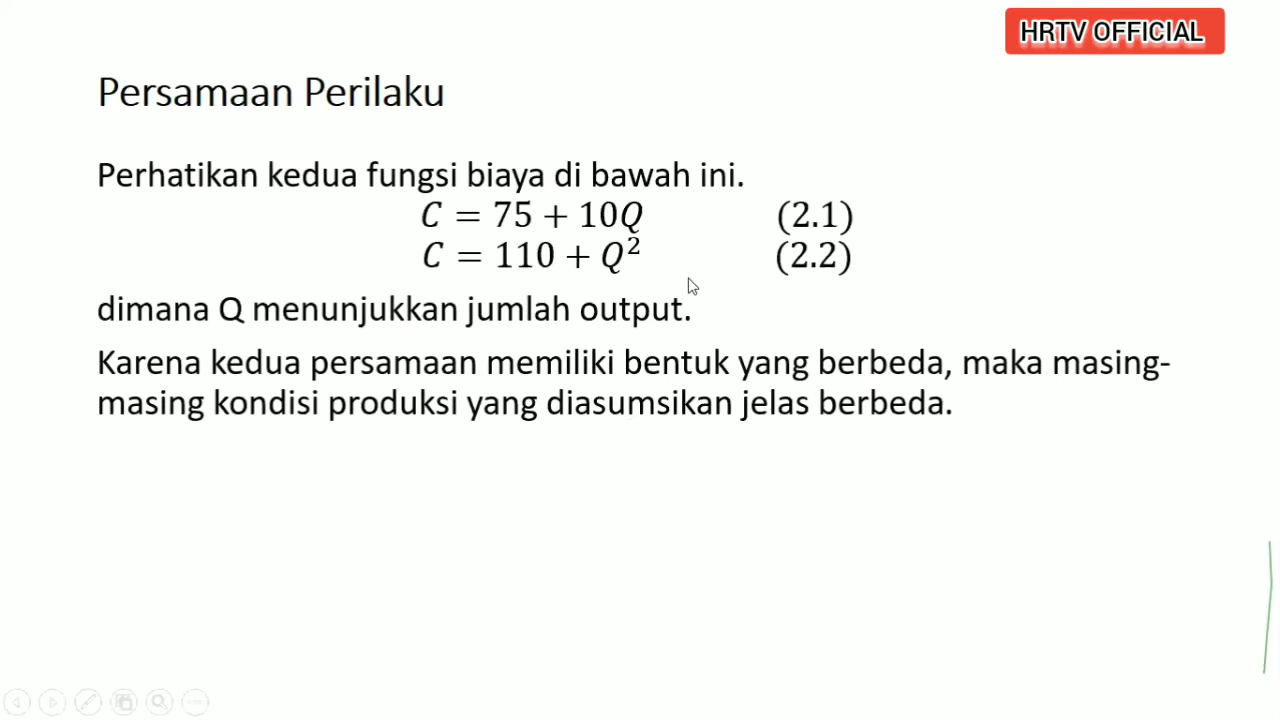 HRTV OFFICIAL
Persamaan Perilaku
Perhatikan kedua fungsi biaya di bawah ini.
C = 75 + 10Q (2.1)
C = 110 + Q² (2.2)
dimana Q menunjukkan jumlah output.
Karena kedua persamaan memiliki bentuk yang berbeda, maka masing-
masing kondisi produksi yang diasumsikan jelas berbeda.